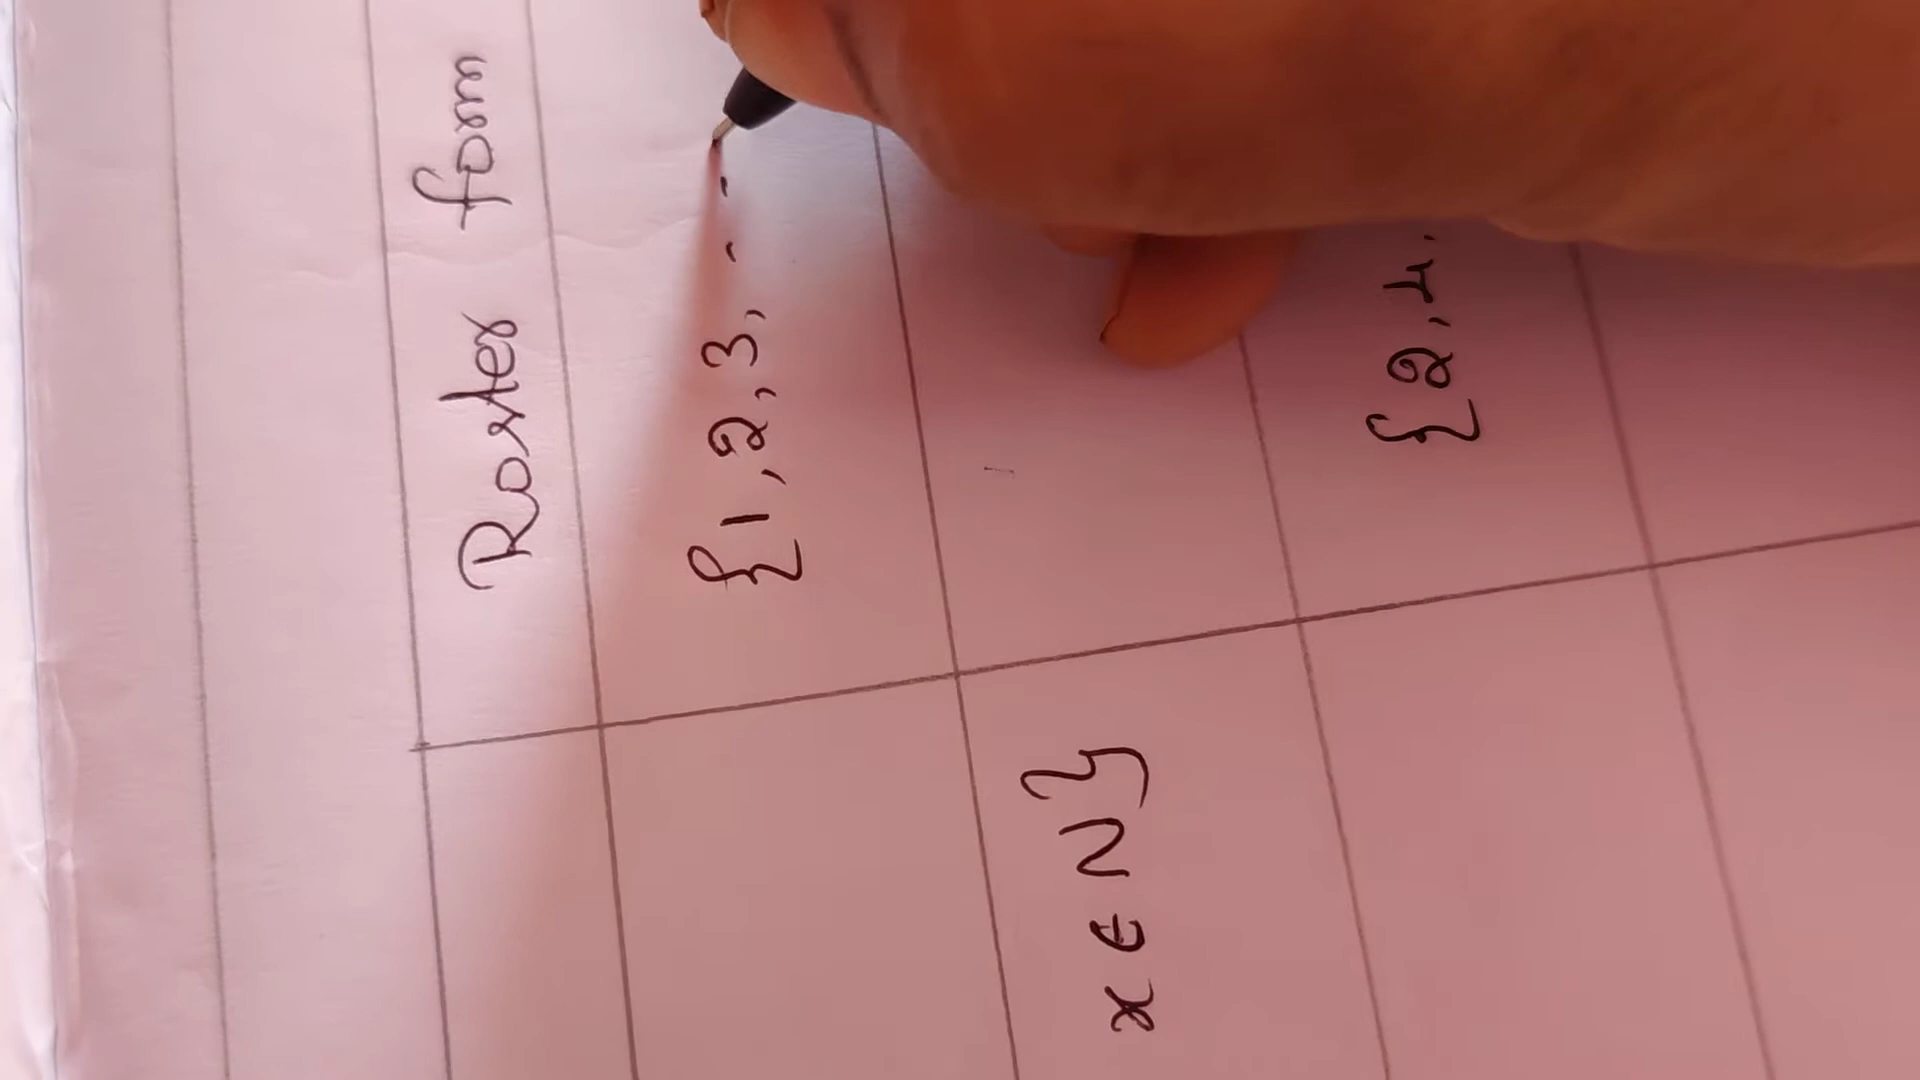 Roster form
{1, 2, 3, - -
x ∈ N}
{2, 4,